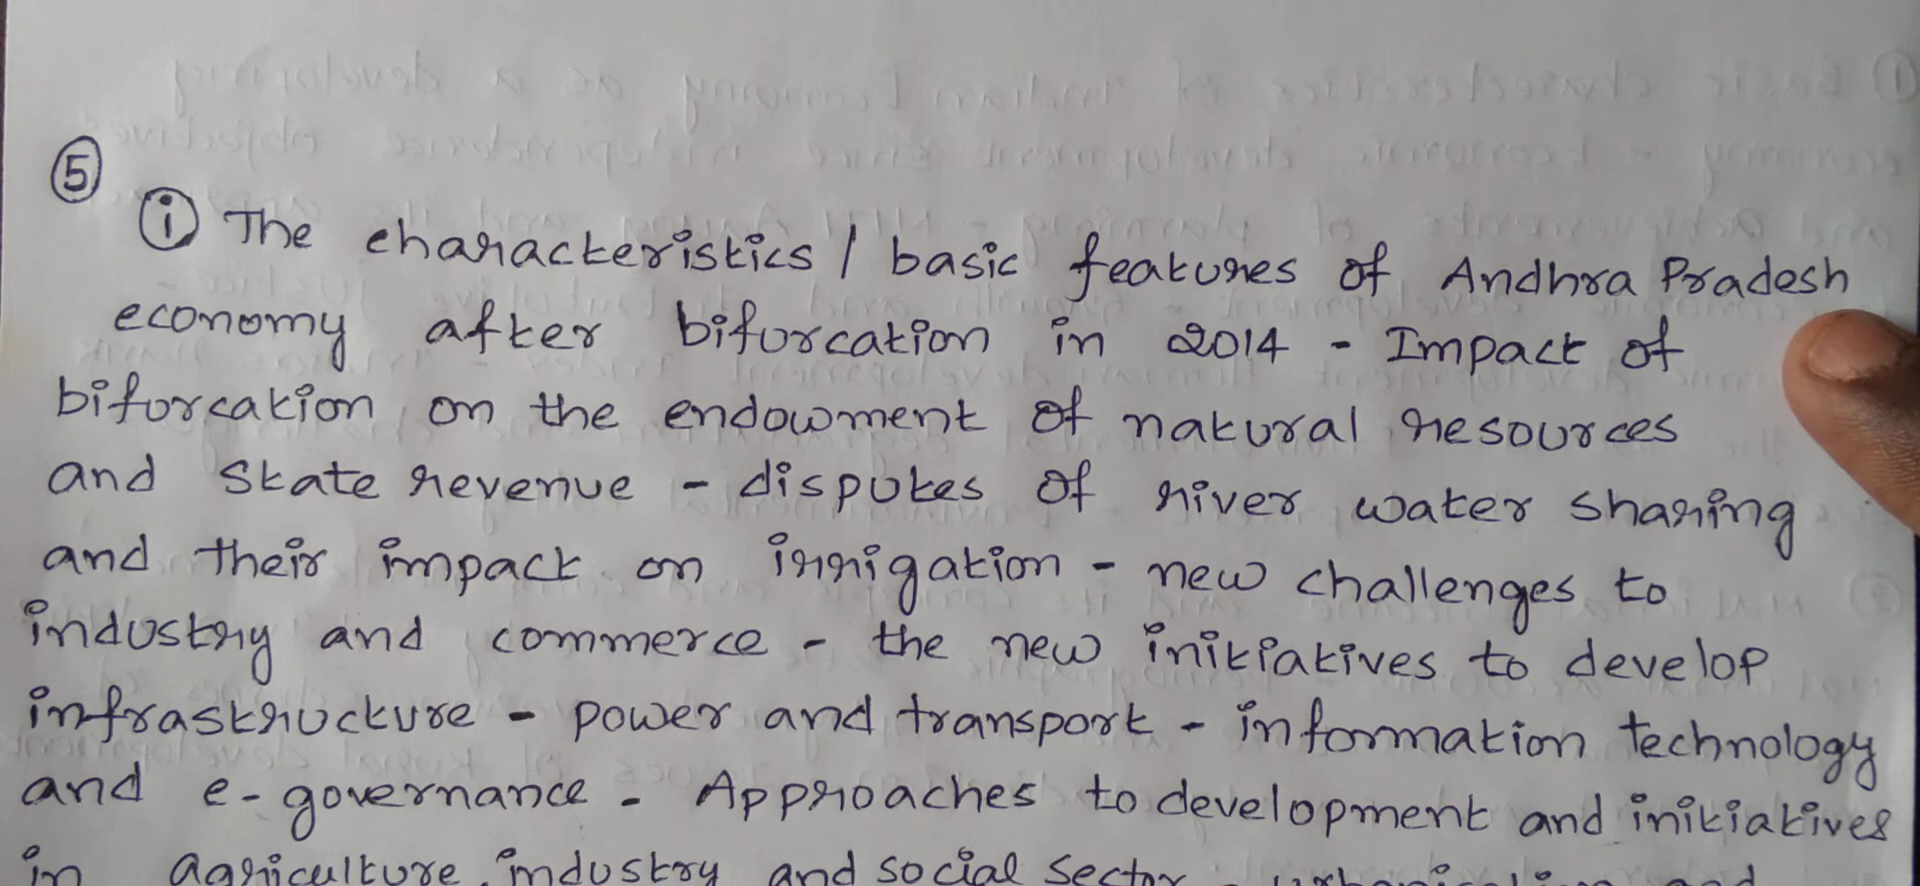 5
i The characteristics / basic features of Andhra Pradesh
economy after bifurcation in 2014 - Impact of
bifurcation on the endowment of natural resources
and state revenue - disputes of river water sharing
and their impact on irrigation - new challenges to
industry and commerce - the new initiatives to develop
infrastructure - power and transport - information technology
and e-governance - Approaches to development and initiatives
in agriculture, industry and social sector